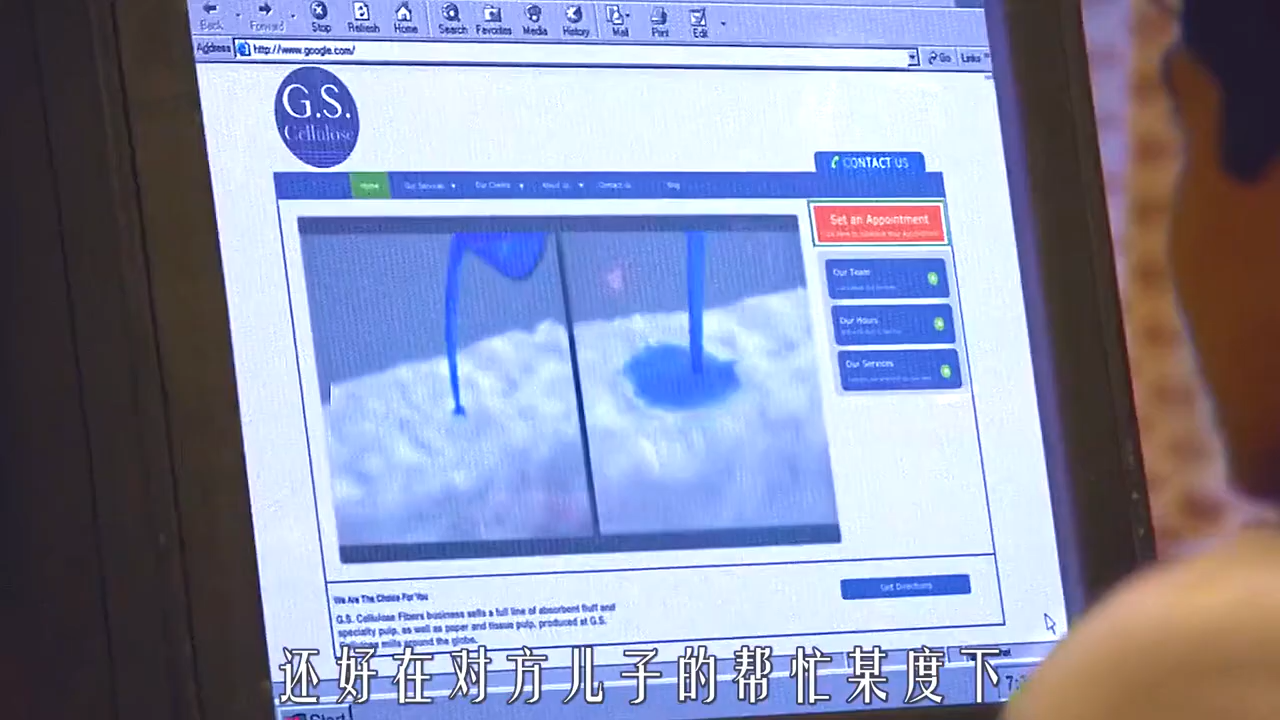 Back
Forward
Stop
Refresh
Home
Search
Favorites
Media
History
Mail
Print
Edit
Address
http://www.google.com/
Go
Links
G.S.
Cellulose
CONTACT US
Home
Our Services
Our Clients
About Us
Contact Us
Blog
Set an Appointment
Our Team
Our Hours
Our Services
Get Directions
We Are The Choice For You
G.S. Cellulose Fibers business sells a full line of absorbent fluff and
specialty pulp, as well as paper and tissue pulp, produced at G.S.
Cellulose mills around the globe.
还好在对方儿子的帮忙某度下
Start